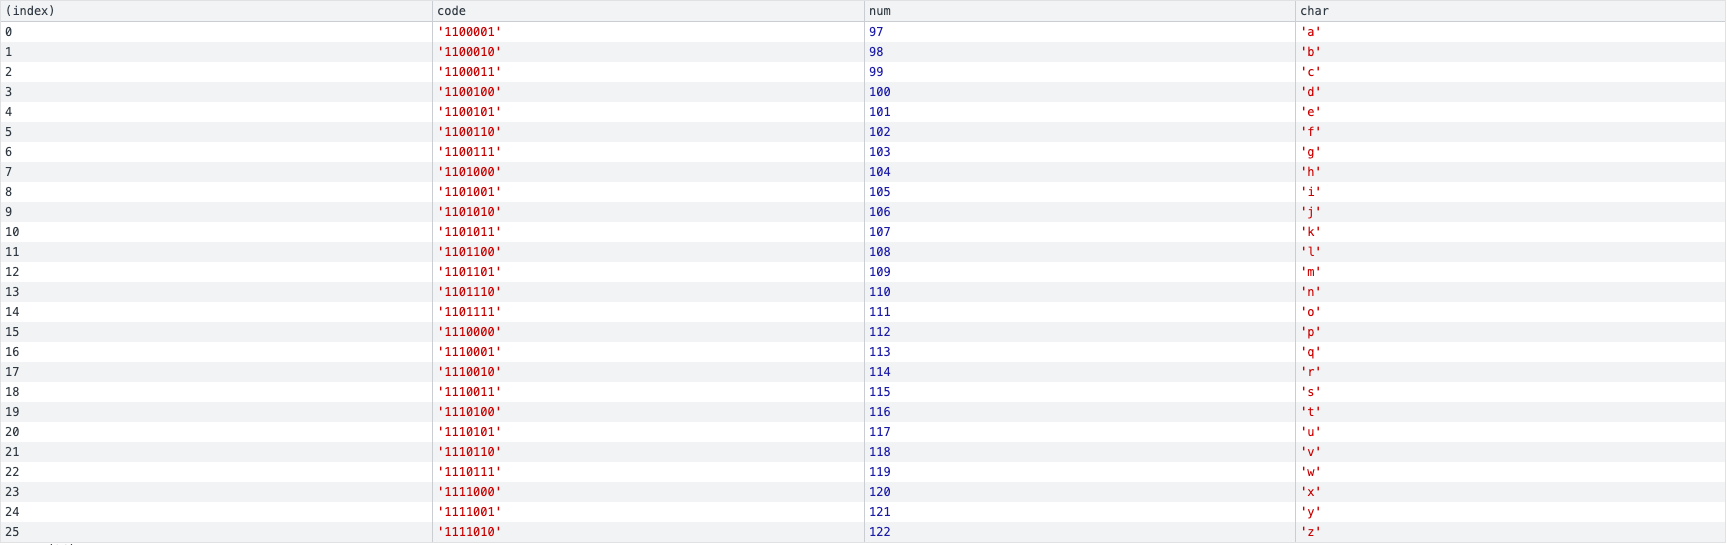 (index) code num char
0 '1100001' 97 'a'
1 '1100010' 98 'b'
2 '1100011' 99 'c'
3 '1100100' 100 'd'
4 '1100101' 101 'e'
5 '1100110' 102 'f'
6 '1100111' 103 'g'
7 '1101000' 104 'h'
8 '1101001' 105 'i'
9 '1101010' 106 'j'
10 '1101011' 107 'k'
11 '1101100' 108 'l'
12 '1101101' 109 'm'
13 '1101110' 110 'n'
14 '1101111' 111 'o'
15 '1110000' 112 'p'
16 '1110001' 113 'q'
17 '1110010' 114 'r'
18 '1110011' 115 's'
19 '1110100' 116 't'
20 '1110101' 117 'u'
21 '1110110' 118 'v'
22 '1110111' 119 'w'
23 '1111000' 120 'x'
24 '1111001' 121 'y'
25 '1111010' 122 'z'